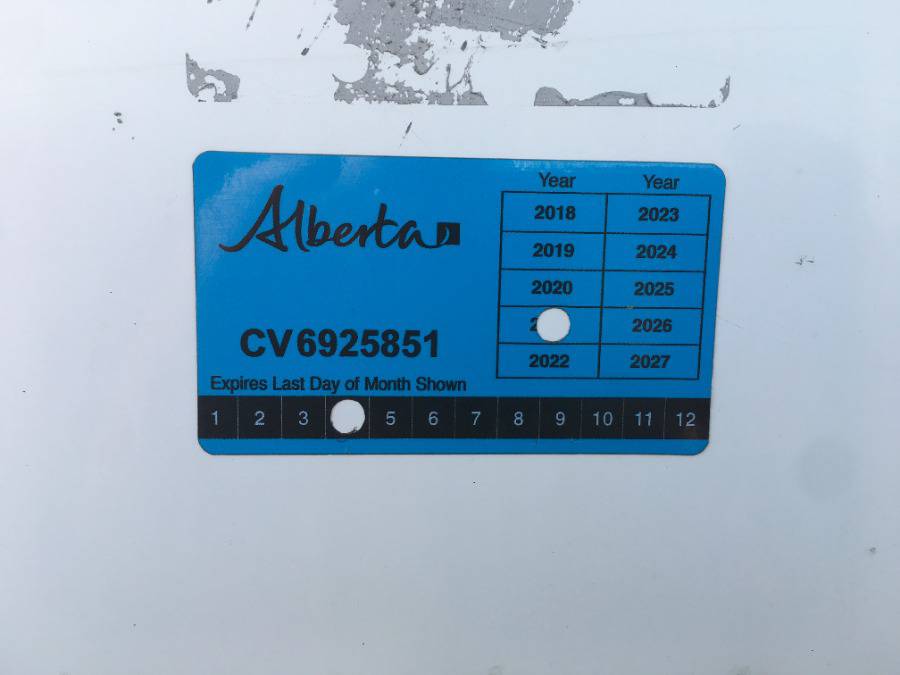 Alberta
Year Year
2018 2023
2019 2024
2020 2025
2026
2022 2027
CV6925851
Expires Last Day of Month Shown
1 2 3 5 6 7 8 9 10 11 12